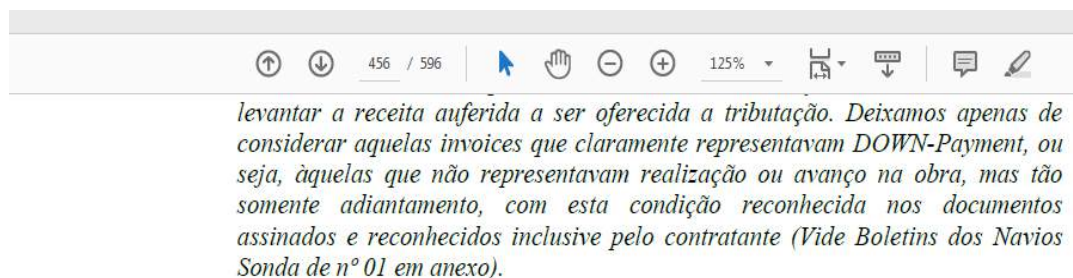 456 / 596 125%
levantar a receita auferida a ser oferecida a tributação. Deixamos apenas de
considerar aquelas invoices que claramente representavam DOWN-Payment, ou
seja, àquelas que não representavam realização ou avanço na obra, mas tão
somente adiantamento, com esta condição reconhecida nos documentos
assinados e reconhecidos inclusive pelo contratante (Vide Boletins dos Navios
Sonda de nº 01 em anexo).